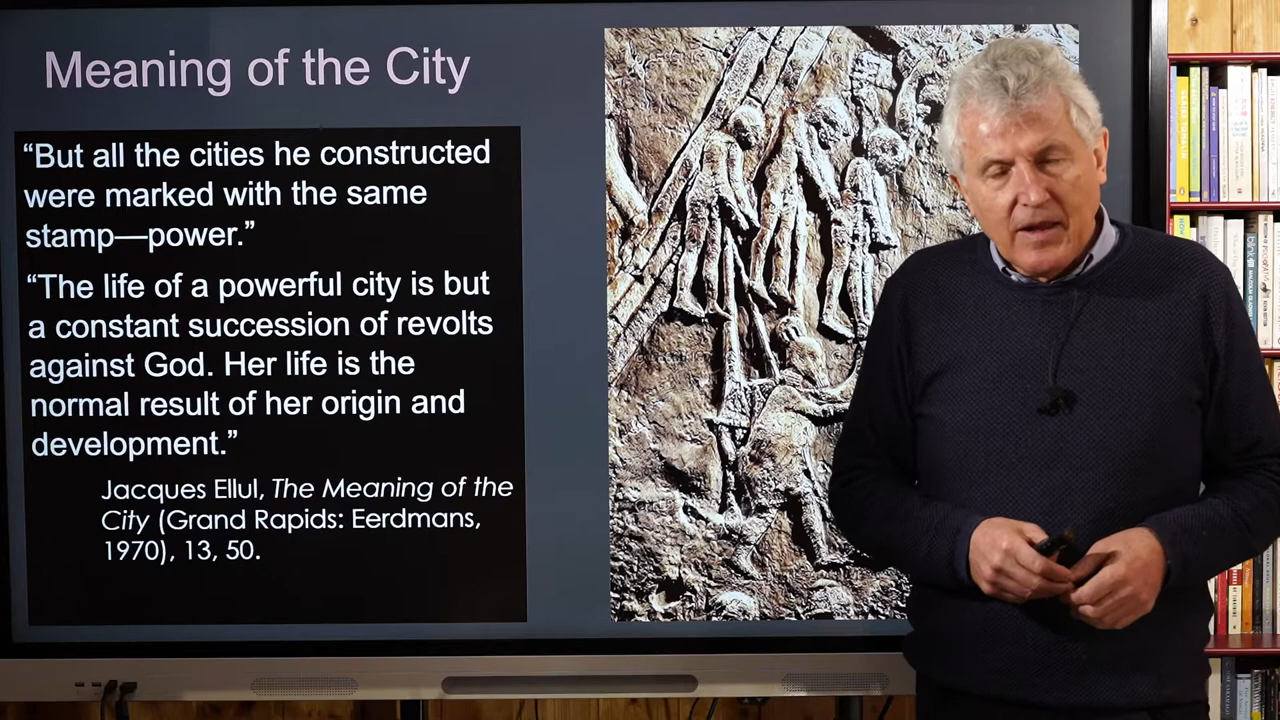 Meaning of the City
“But all the cities he constructed
were marked with the same
stamp—power.”
“The life of a powerful city is but
a constant succession of revolts
against God. Her life is the
normal result of her origin and
development.”
Jacques Ellul, The Meaning of the
City (Grand Rapids: Eerdmans,
1970), 13, 50.
blink